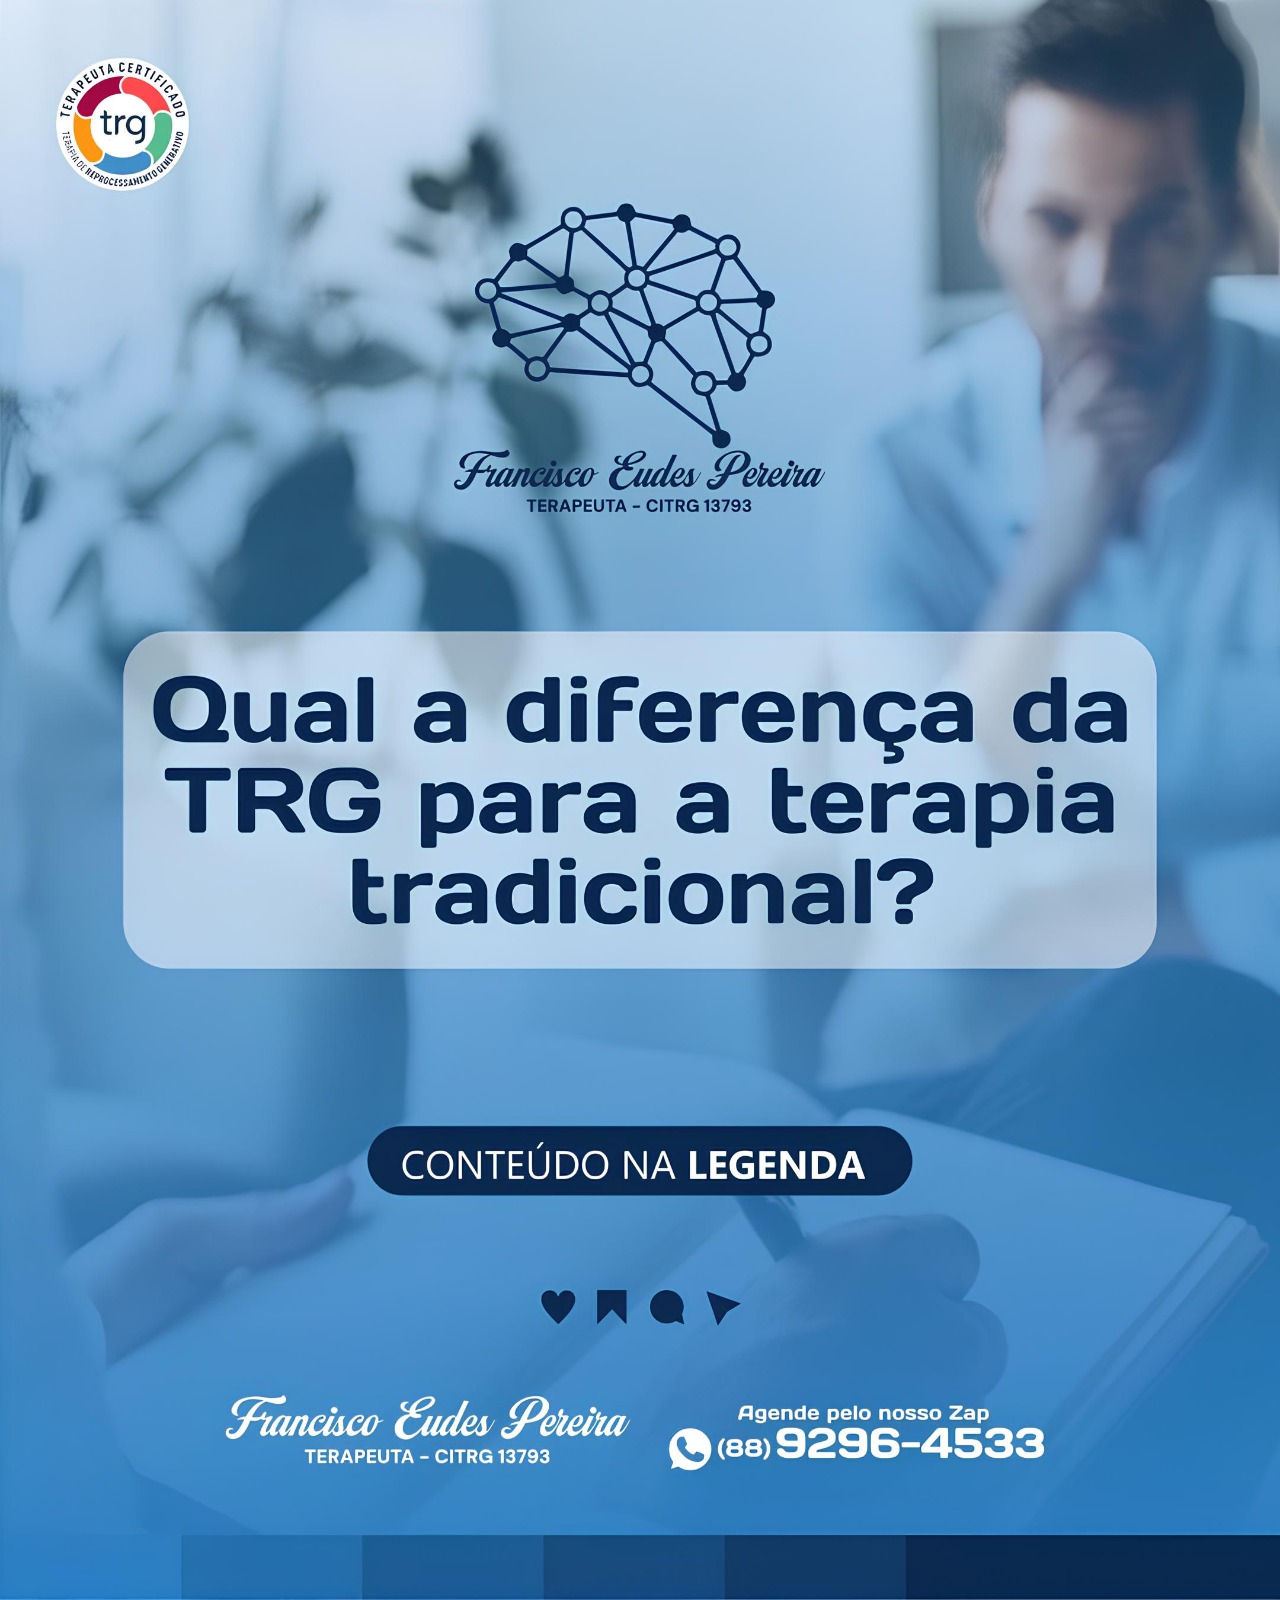 TERAPEUTA CERTIFICADO
trg
TERAPIA DE REPROCESSAMENTO GENERATIVO
Francisco Eudes Pereira
TERAPEUTA - CITRG 13793
Qual a diferença da
TRG para a terapia
tradicional?
CONTEÚDO NA LEGENDA
Francisco Eudes Pereira
TERAPEUTA - CITRG 13793
Agende pelo nosso Zap
(88) 9296-4533